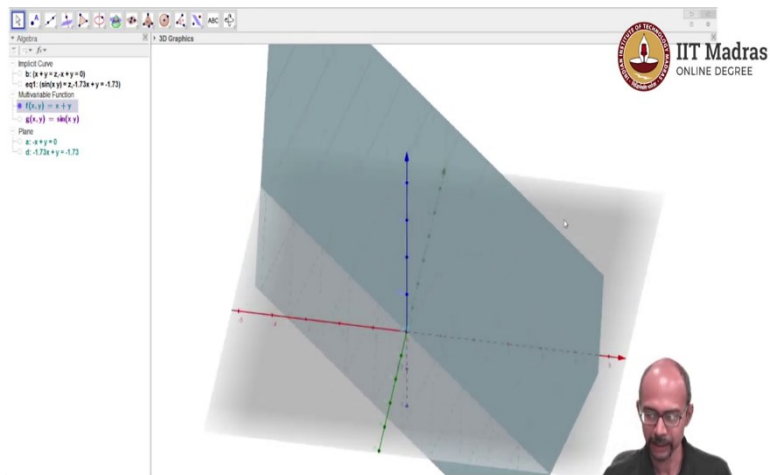 Algebra
3D Graphics
ABC
Implicit Curve
b: (x + y = z,-x + y = 0)
eq1: (sin(x y) = z,-1.73x + y = -1.73)
Multivariable Function
f(x,y) = x + y
g(x,y) = sin(x y)
Plane
a: -x + y = 0
d: -1.73x + y = -1.73
IIT Madras
ONLINE DEGREE